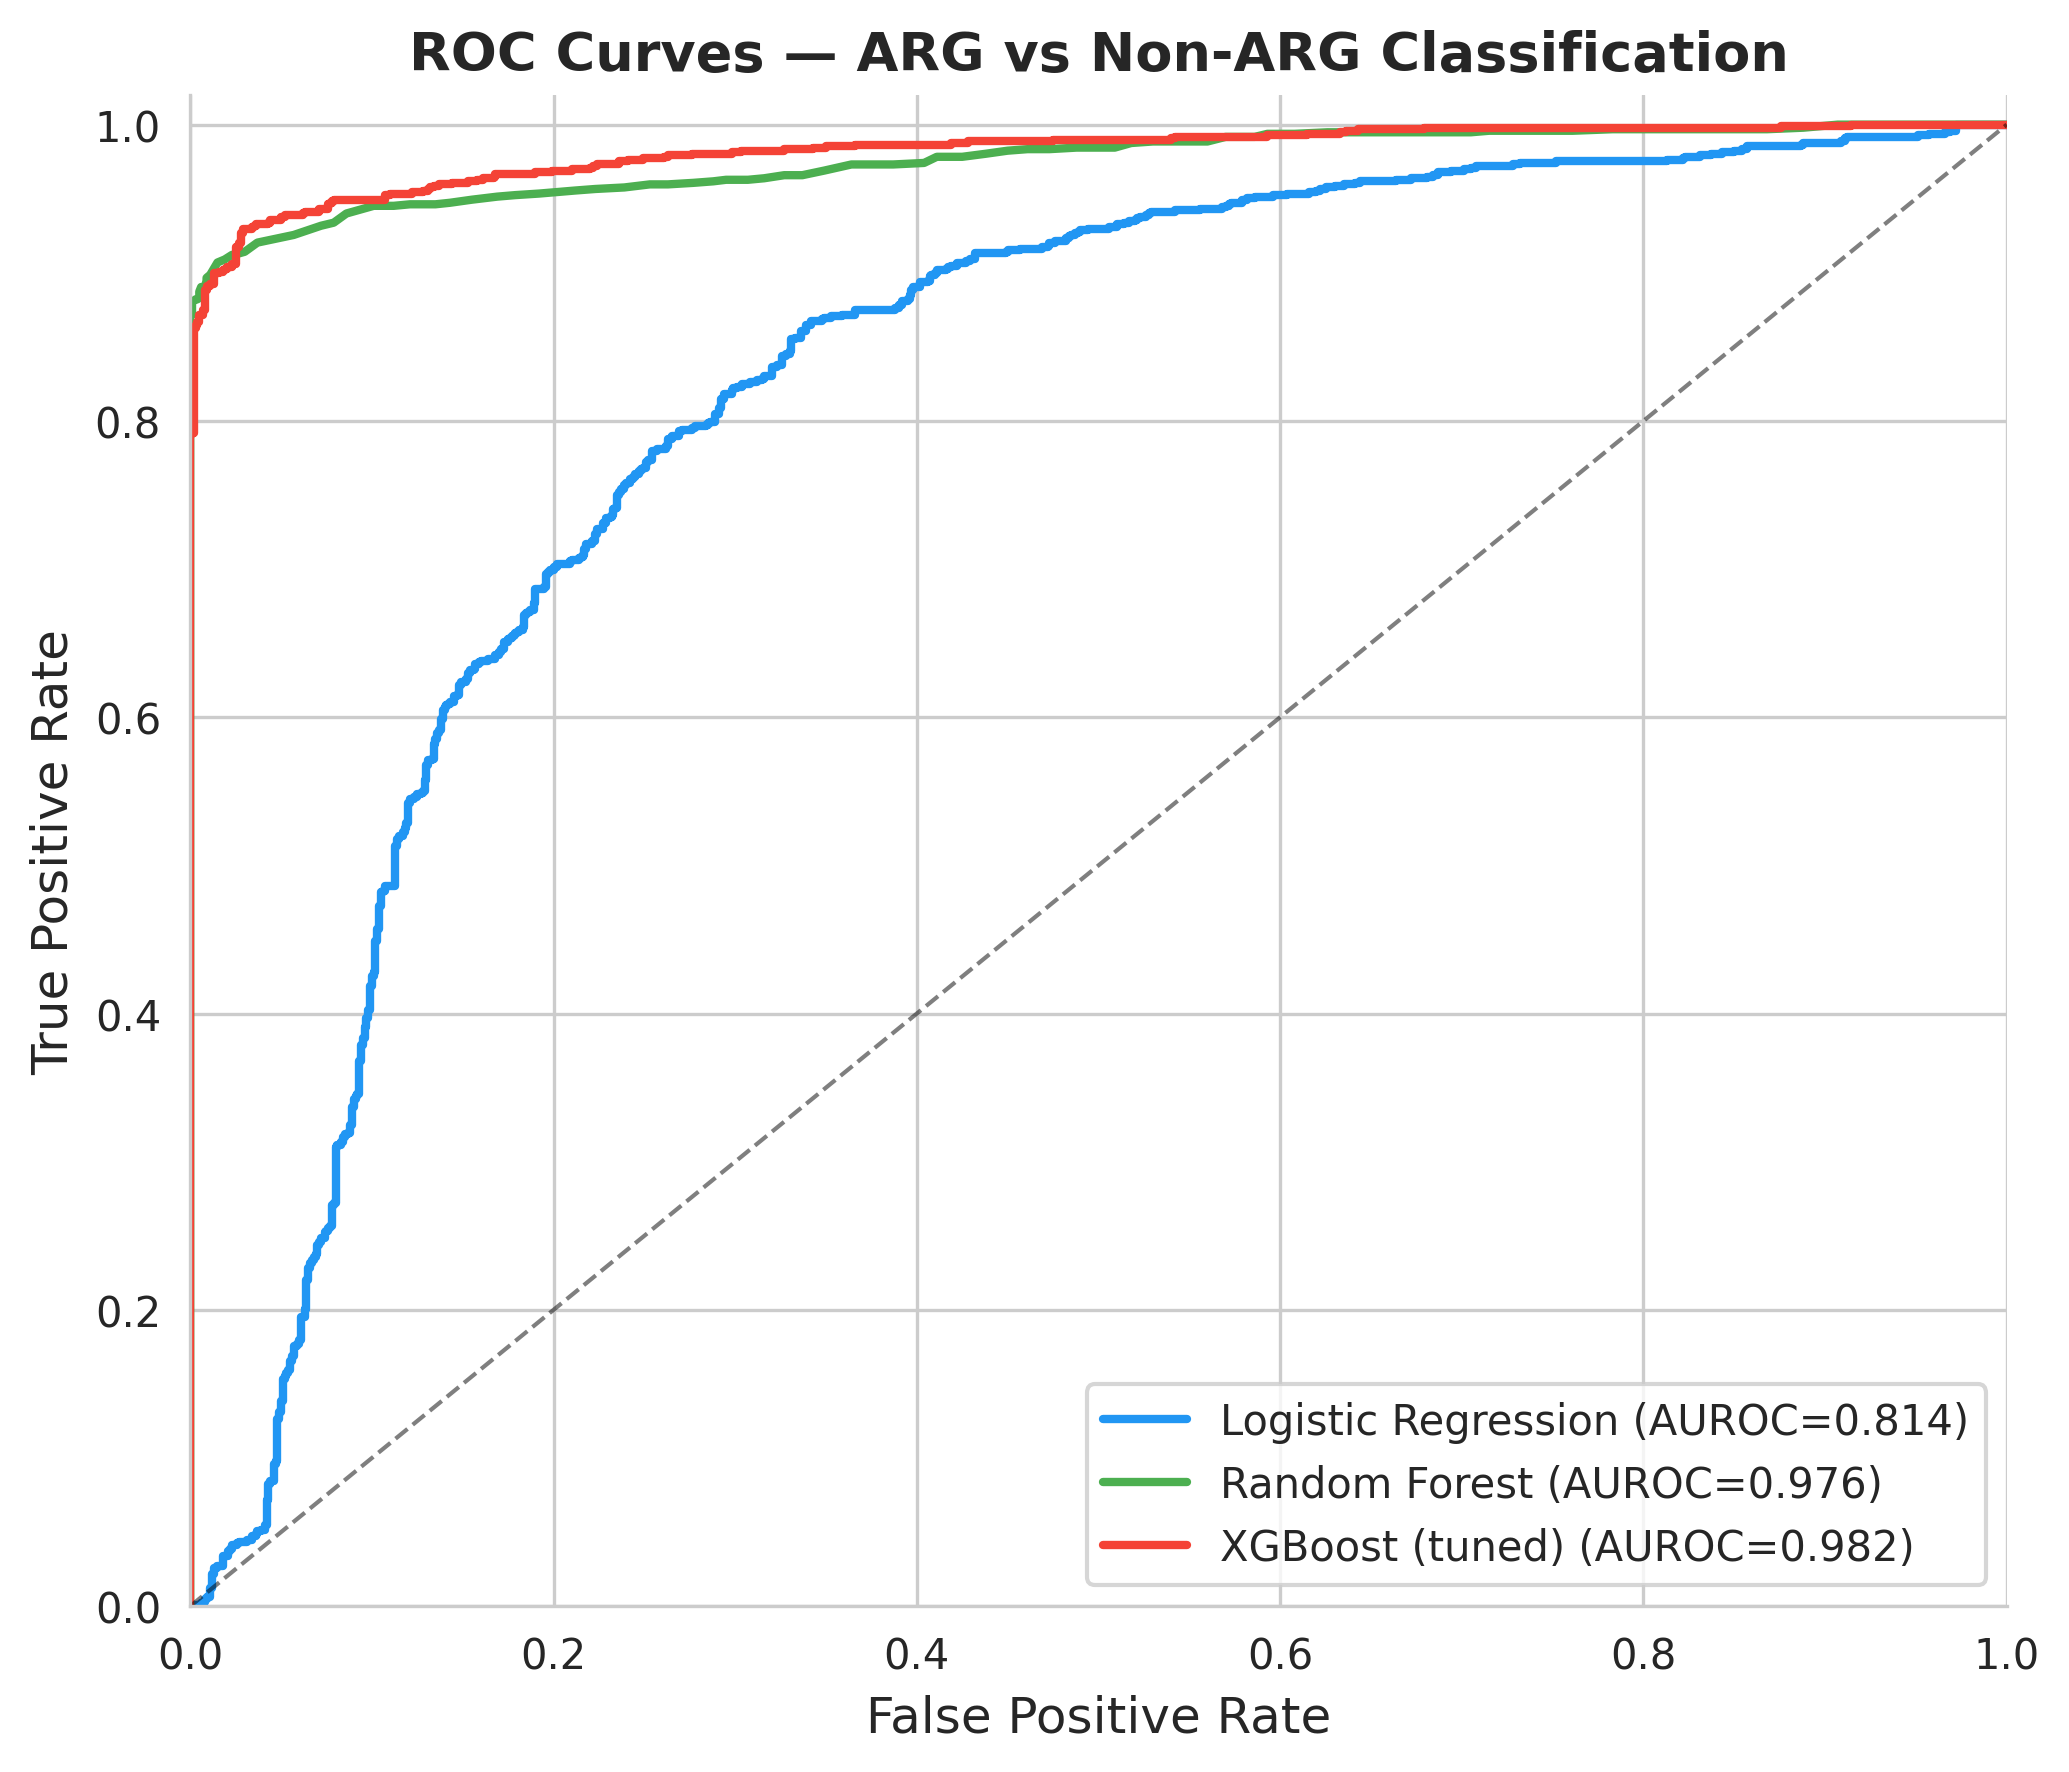 ROC Curves — ARG vs Non-ARG Classification
True Positive Rate
1.0
0.8
0.6
0.4
0.2
0.0
0.0 0.2 0.4 0.6 0.8 1.0
False Positive Rate
Logistic Regression (AUROC=0.814)
Random Forest (AUROC=0.976)
XGBoost (tuned) (AUROC=0.982)